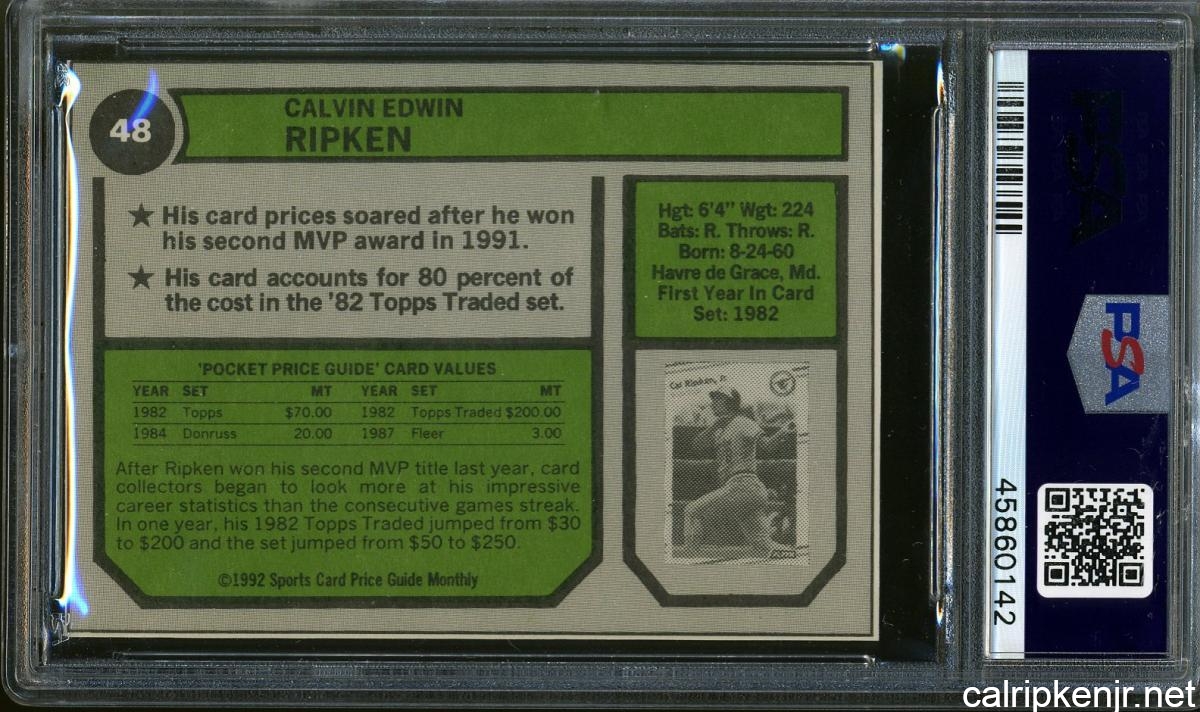 48
CALVIN EDWIN
RIPKEN
★ His card prices soared after he won
his second MVP award in 1991.
★ His card accounts for 80 percent of
the cost in the '82 Topps Traded set.
Hgt: 6'4" Wgt: 224
Bats: R. Throws: R.
Born: 8-24-60
Havre de Grace, Md.
First Year In Card
Set: 1982
'POCKET PRICE GUIDE' CARD VALUES
YEAR SET MT YEAR SET MT
1982 Topps $70.00 1982 Topps Traded $200.00
1984 Donruss 20.00 1987 Fleer 3.00
After Ripken won his second MVP title last year, card
collectors began to look more at his impressive
career statistics than the consecutive games streak.
In one year, his 1982 Topps Traded jumped from $30
to $200 and the set jumped from $50 to $250.
©1992 Sports Card Price Guide Monthly
Cal Ripken, Jr.
PSA
PSA
45860142
calripkenjr.net